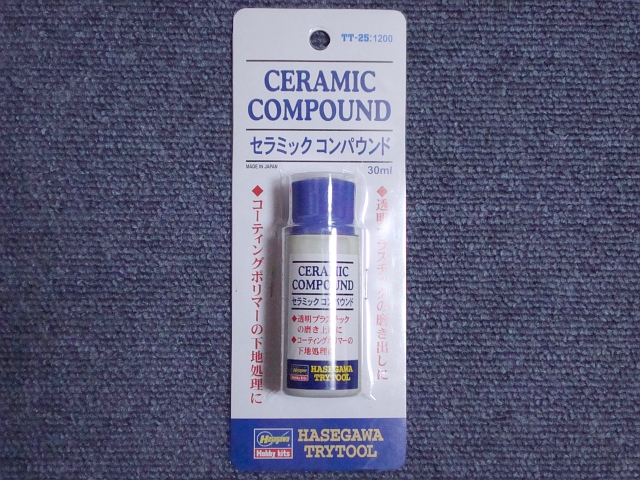 TT-25:1200
CERAMIC
COMPOUND
セラミック コンパウンド
MADE IN JAPAN
30ml
◆透明プラスチックの磨き出しに
◆コーティングポリマーの下地処理に
CERAMIC
COMPOUND
セラミック コンパウンド
◆透明プラスチック
の磨き上げに
◆コーティングポリマーの
下地処理に
Hasegawa
Hobby kits
HASEGAWA
TRYTOOL
Hasegawa
Hobby kits
HASEGAWA
TRYTOOL